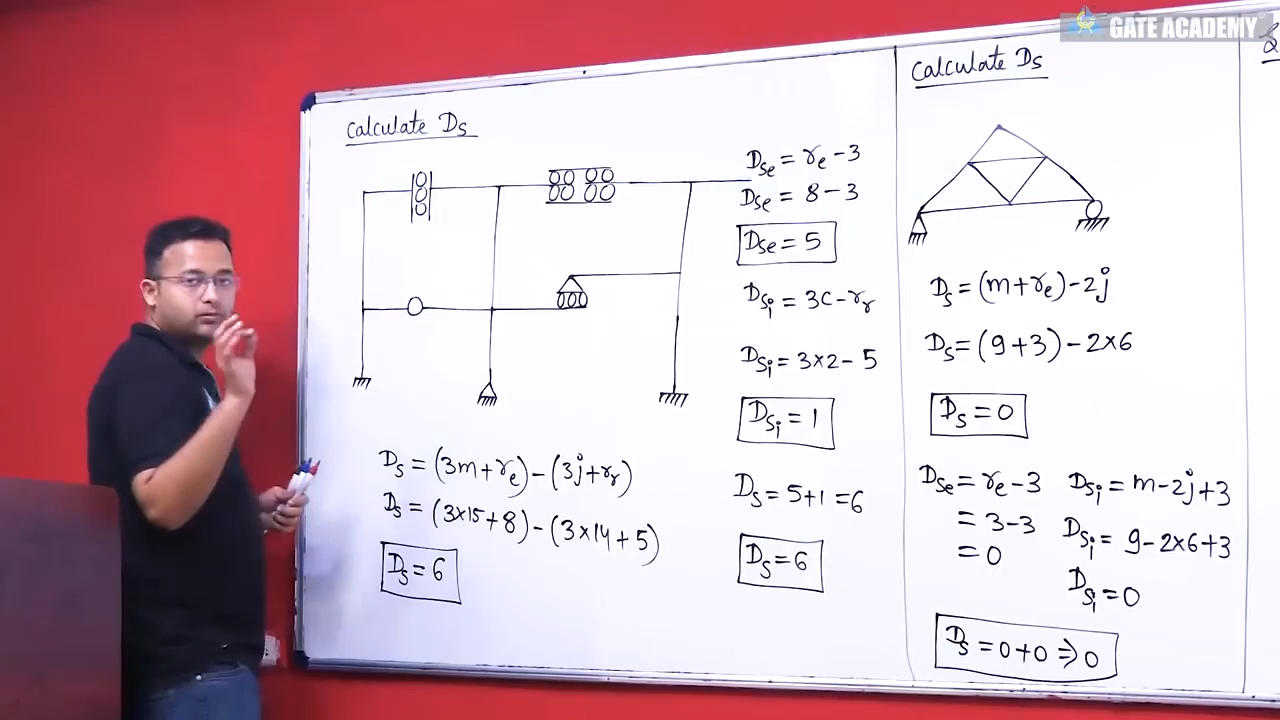 GATE ACADEMY
Calculate Ds
Dse = re - 3
Dse = 8 - 3
Dse = 5
Dsi = 3C - rr
Dsi = 3×2 - 5
Dsi = 1
Ds = 5+1 = 6
Ds = 6
Ds = (3m + re) - (3j + rr)
Ds = (3×15 + 8) - (3×14 + 5)
Ds = 6
Calculate Ds
Ds = (m + re) - 2j
Ds = (9+3) - 2×6
Ds = 0
Dse = re - 3
= 3-3
= 0
Dsi = m - 2j + 3
Dsi = 9 - 2×6 + 3
Dsi = 0
Ds = 0+0 ⇒ 0